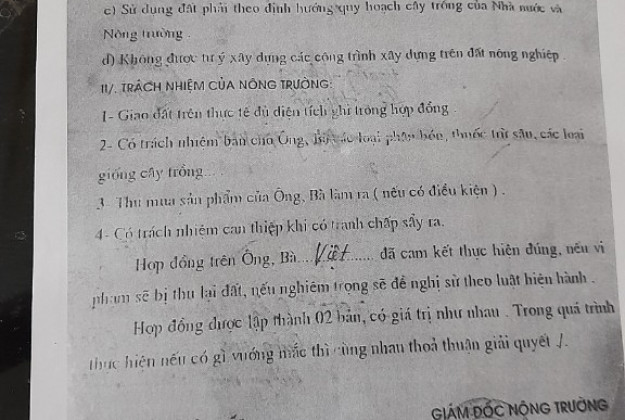 c) Sử dụng đất phải theo định hướng quy hoạch cây trồng của Nhà nước và
Nông trường .
d) Không được tự ý xây dựng các công trình xây dựng trên đất nông nghiệp .
II/. TRÁCH NHIỆM CỦA NÔNG TRƯỜNG:
1- Giao đất trên thực tế đủ diện tích ghi trong hợp đồng .
2- Có trách nhiệm bán cho Ông, Bà các loại phân bón, thuốc trừ sâu, các loại
giống cây trồng... .
3- Thu mua sản phẩm của Ông, Bà làm ra ( nếu có điều kiện ) .
4- Có trách nhiệm can thiệp khi có tranh chấp sẩy ra.
Hợp đồng trên Ông, Bà....Việt...... đã cam kết thực hiện đúng, nếu vi
phạm sẽ bị thu lại đất, nếu nghiêm trọng sẽ đề nghị sử theo luật hiện hành .
Hợp đồng được lập thành 02 bản, có giá trị như nhau . Trong quá trình
thực hiện nếu có gì vướng mắc thì cùng nhau thoả thuận giải quyết ./.
GIÁM ĐỐC NÔNG TRƯỜNG